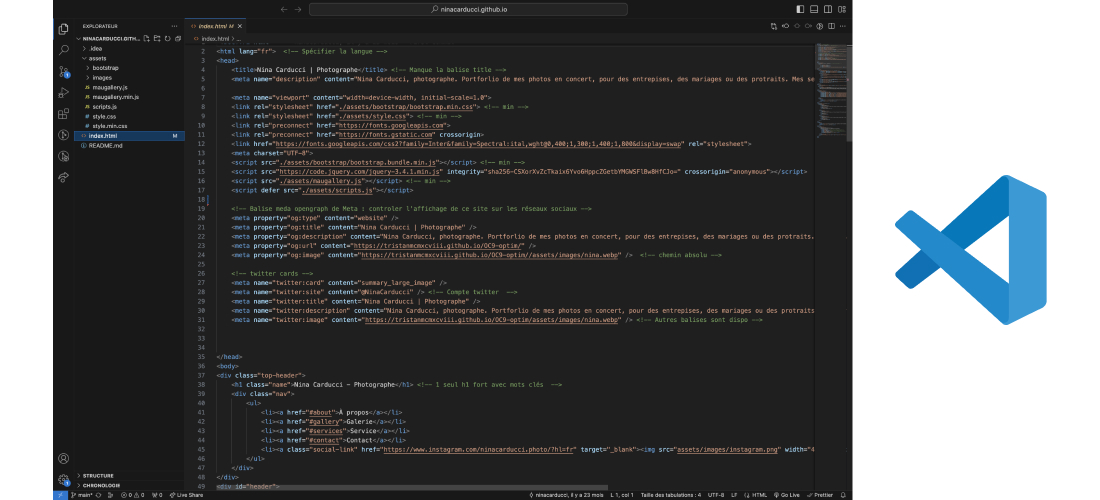 ninacarducci.github.io
EXPLORATEUR
NINACARDUCCI.GITH...
.idea
assets
bootstrap
images
JS maugallery.js
JS maugallery.min.js
JS scripts.js
# style.css
# style.min.css
index.html M
README.md
STRUCTURE
CHRONOLOGIE
index.html M
index.html > ...
2 <html lang="fr"> <!-- Spécifier la langue -->
3 <head>
4 <title>Nina Carducci | Photographe</title> <!-- Manque la balise title -->
5 <meta name="description" content="Nina Carducci, photographe. Portforlio de mes photos en concert, pour des entrepises, des mariages ou des protraits. Mes se
6
7 <meta name="viewport" content="width=device-width, initial-scale=1.0">
8 <link rel="stylesheet" href="./assets/bootstrap/bootstrap.min.css"> <!-- min -->
9 <link rel="stylesheet" href="./assets/style.css"> <!-- min -->
10 <link rel="preconnect" href="https://fonts.googleapis.com">
11 <link rel="preconnect" href="https://fonts.gstatic.com" crossorigin>
12 <link href="https://fonts.googleapis.com/css2?family=Inter&family=Spectral:ital,wght@0,400;1,300;1,400;1,800&display=swap" rel="stylesheet">
13 <meta charset="UTF-8">
14 <script src="./assets/bootstrap/bootstrap.bundle.min.js"></script> <!-- min -->
15 <script src="https://code.jquery.com/jquery-3.4.1.min.js" integrity="sha256-CSXorXvZcTkaix6Yvo6HppcZGetbYMGWSFlBw8HfCJo=" crossorigin="anonymous"></script>
16 <script src="./assets/maugallery.js"></script> <!-- min -->
17 <script defer src="./assets/scripts.js"></script>
18
19 <!-- Balise meda opengraph de Meta : controler l'affichage de ce site sur les réseaux sociaux -->
20 <meta property="og:type" content="website" />
21 <meta property="og:title" content="Nina Carducci | Photographe" />
22 <meta property="og:description" content="Nina Carducci, photographe. Portforlio de mes photos en concert, pour des entrepises, des mariages ou des protraits.
23 <meta property="og:url" content="https://tristanmcmxcviii.github.io/OC9-optim/" />
24 <meta property="og:image" content="https://tristanmcmxcviii.github.io/OC9-optim//assets/images/nina.webp" /> <!-- chemin absolu -->
25
26 <!-- twitter cards -->
27 <meta name="twitter:card" content="summary_large_image" />
28 <meta name="twitter:site" content="@NinaCarducci" /> <!-- Compte twitter -->
29 <meta name="twitter:title" content="Nina Carducci | Photographe" />
30 <meta name="twitter:description" content="Nina Carducci, photographe. Portforlio de mes photos en concert, pour des entrepises, des mariages ou des protraits
31 <meta name="twitter:image" content="https://tristanmcmxcviii.github.io/OC9-optim/assets/images/nina.webp" /> <!-- Autres balises sont dispo -->
32
33
34
35 </head>
36 <body>
37 <div class="top-header">
38 <h1 class="name">Nina Carducci - Photographe</h1> <!-- 1 seul h1 fort avec mots clés -->
39 <div class="nav">
40 <ul>
41 <li><a href="#about">À propos</a></li>
42 <li><a href="#gallery">Galerie</a></li>
43 <li><a href="#services">Service</a></li>
44 <li><a href="#contact">Contact</a></li>
45 <li><a class="social-link" href="https://www.instagram.com/ninacarducci.photo/?hl=fr" target="_blank"><img src="assets/images/instagram.png" width="4
46 </ul>
47 </div>
48 </div>
49 <div id="header">
main* 0 0 0 Live Share ninacarducci, il y a 23 mois L 1, col 1 Taille des tabulations : 4 UTF-8 LF HTML Go Live Prettier